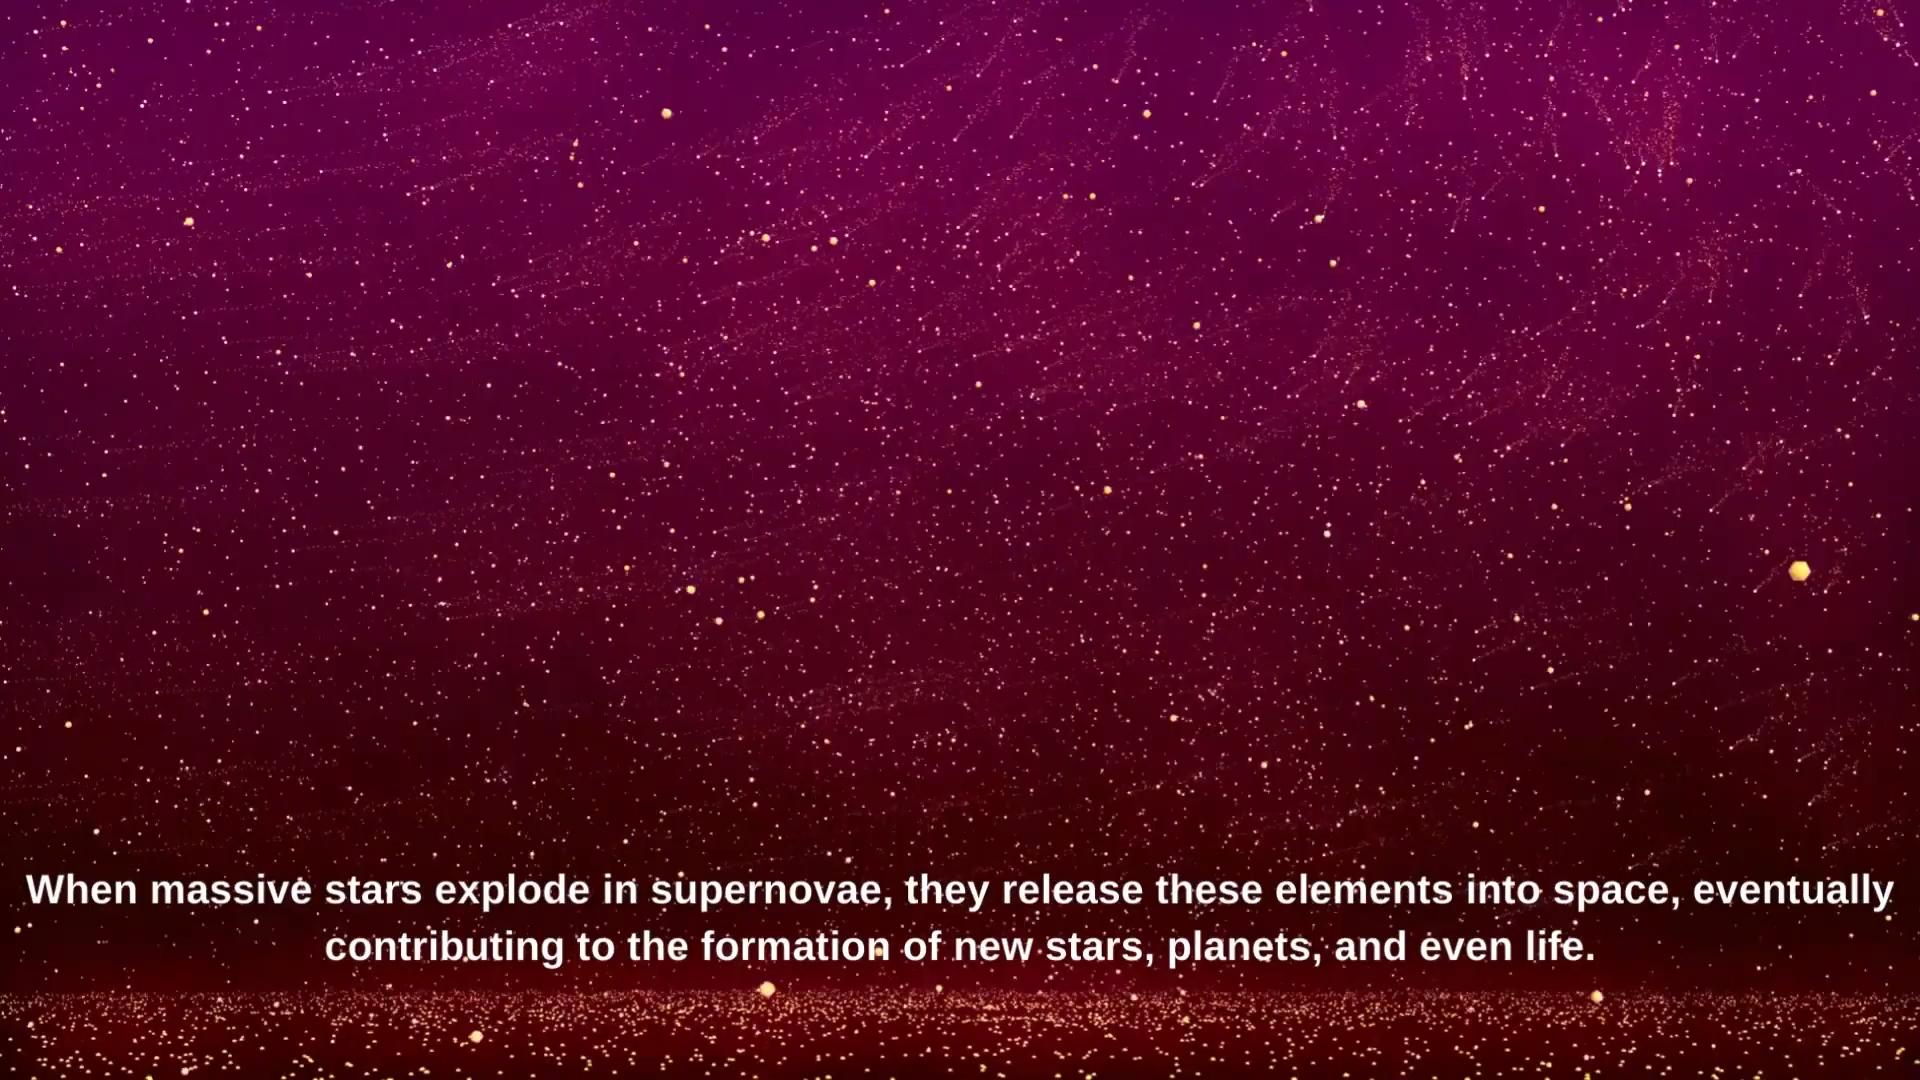 When massive stars explode in supernovae, they release these elements into space, eventually
contributing to the formation of new stars, planets, and even life.